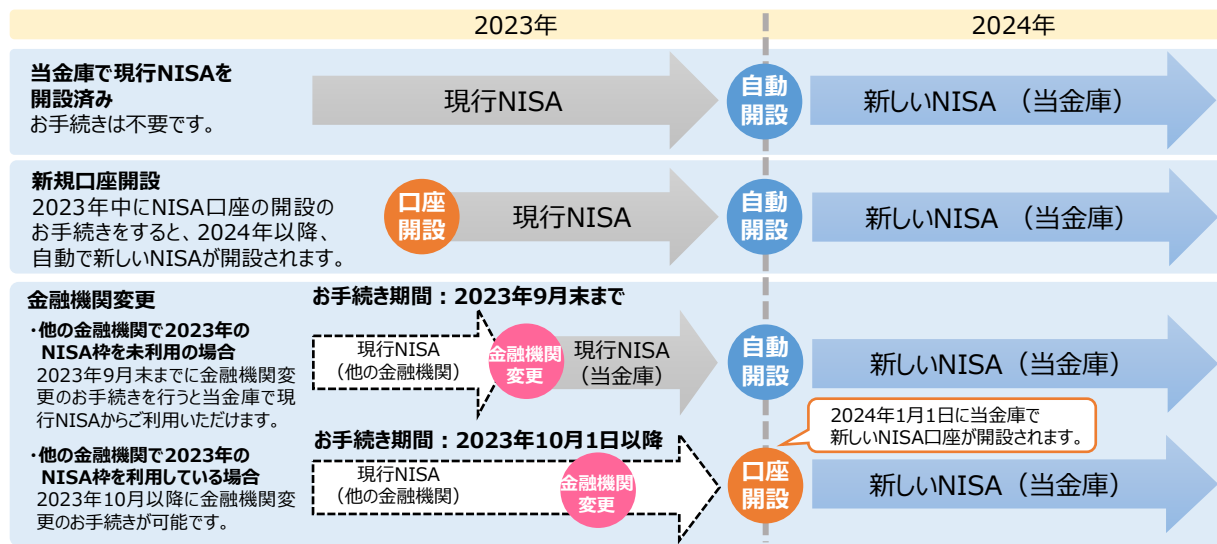 2023年
2024年
当金庫で現行NISAを
開設済み
お手続きは不要です。
現行NISA
自動
開設
新しいNISA （当金庫）
新規口座開設
2023年中にNISA口座の開設の
お手続きをすると、2024年以降、
自動で新しいNISAが開設されます。
口座
開設
現行NISA
自動
開設
新しいNISA （当金庫）
金融機関変更
・他の金融機関で2023年の
NISA枠を未利用の場合
2023年9月末までに金融機関変
更のお手続きを行うと当金庫で現
行NISAからご利用いただけます。
お手続き期間：2023年9月末まで
現行NISA
（他の金融機関）
金融機関
変更
現行NISA
（当金庫）
自動
開設
新しいNISA（当金庫）
2024年1月1日に当金庫で
新しいNISA口座が開設されます。
・他の金融機関で2023年の
NISA枠を利用している場合
2023年10月以降に金融機関変
更のお手続きが可能です。
お手続き期間：2023年10月1日以降
現行NISA
（他の金融機関）
金融機関
変更
口座
開設
新しいNISA（当金庫）